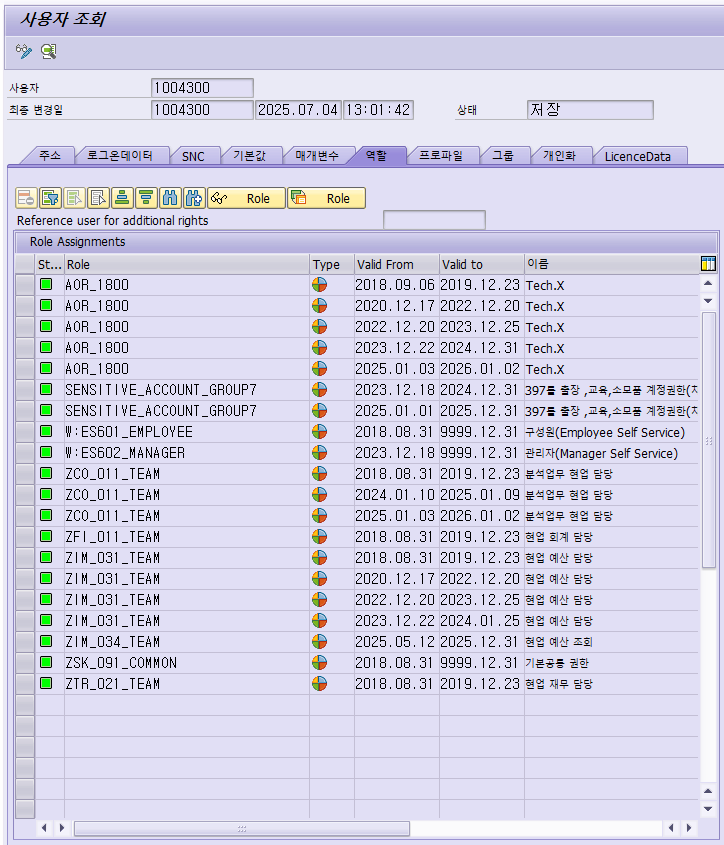 사용자 조회
사용자 1004300
최종 변경일 1004300 2025.07.04 13:01:42 상태 저장
주소 로그온데이터 SNC 기본값 매개변수 역할 프로파일 그룹 개인화 LicenceData
Role Role
Reference user for additional rights
Role Assignments
St... Role Type Valid From Valid to 이름
AOR_1800 2018.09.06 2019.12.23 Tech.X
AOR_1800 2020.12.17 2022.12.20 Tech.X
AOR_1800 2022.12.20 2023.12.25 Tech.X
AOR_1800 2023.12.22 2024.12.31 Tech.X
AOR_1800 2025.01.03 2026.01.02 Tech.X
SENSITIVE_ACCOUNT_GROUP7 2023.12.18 2024.12.31 397를 출장 ,교육,소모품 계정권한(
SENSITIVE_ACCOUNT_GROUP7 2025.01.01 2025.12.31 397를 출장 ,교육,소모품 계정권한(
W:ES601_EMPLOYEE 2018.08.31 9999.12.31 구성원(Employee Self Service)
W:ES602_MANAGER 2023.12.18 9999.12.31 관리자(Manager Self Service)
ZCO_011_TEAM 2018.08.31 2019.12.23 분석업무 현업 담당
ZCO_011_TEAM 2024.01.10 2025.01.09 분석업무 현업 담당
ZCO_011_TEAM 2025.01.03 2026.01.02 분석업무 현업 담당
ZFI_011_TEAM 2018.08.31 2019.12.23 현업 회계 담당
ZIM_031_TEAM 2018.08.31 2019.12.23 현업 예산 담당
ZIM_031_TEAM 2020.12.17 2022.12.20 현업 예산 담당
ZIM_031_TEAM 2022.12.20 2023.12.25 현업 예산 담당
ZIM_031_TEAM 2023.12.22 2024.01.25 현업 예산 담당
ZIM_034_TEAM 2025.05.12 2025.12.31 현업 예산 조회
ZSK_091_COMMON 2018.08.31 9999.12.31 기본공통 권한
ZTR_021_TEAM 2018.08.31 2019.12.23 현업 재무 담당